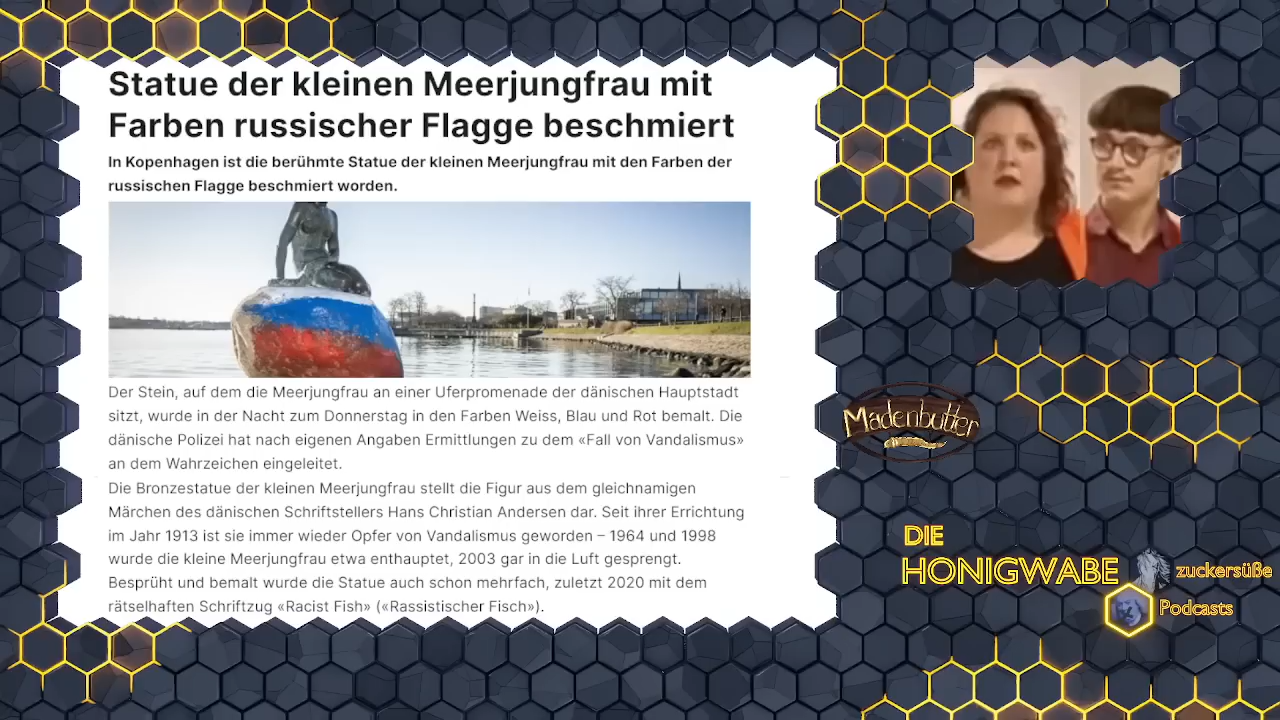 Statue der kleinen Meerjungfrau mit
Farben russischer Flagge beschmiert
In Kopenhagen ist die berühmte Statue der kleinen Meerjungfrau mit den Farben der
russischen Flagge beschmiert worden.
Der Stein, auf dem die Meerjungfrau an einer Uferpromenade der dänischen Hauptstadt
sitzt, wurde in der Nacht zum Donnerstag in den Farben Weiss, Blau und Rot bemalt. Die
dänische Polizei hat nach eigenen Angaben Ermittlungen zu dem «Fall von Vandalismus»
an dem Wahrzeichen eingeleitet.
Die Bronzestatue der kleinen Meerjungfrau stellt die Figur aus dem gleichnamigen
Märchen des dänischen Schriftstellers Hans Christian Andersen dar. Seit ihrer Errichtung
im Jahr 1913 ist sie immer wieder Opfer von Vandalismus geworden – 1964 und 1998
wurde die kleine Meerjungfrau etwa enthauptet, 2003 gar in die Luft gesprengt.
Besprüht und bemalt wurde die Statue auch schon mehrfach, zuletzt 2020 mit dem
rätselhaften Schriftzug «Racist Fish» («Rassistischer Fisch»).
Madenbutter
DIE
HONIGWABE
zuckersüße
Podcasts